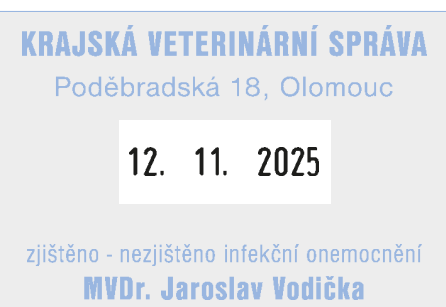 KRAJSKÁ VETERINÁRNÍ SPRÁVA
Poděbradská 18, Olomouc
12. 11. 2025
zjištěno - nezjištěno infekční onemocnění
MVDr. Jaroslav Vodička